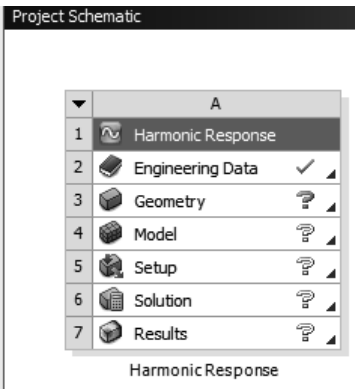 Project Schematic
A
1 Harmonic Response
2 Engineering Data
3 Geometry
4 Model
5 Setup
6 Solution
7 Results
Harmonic Response